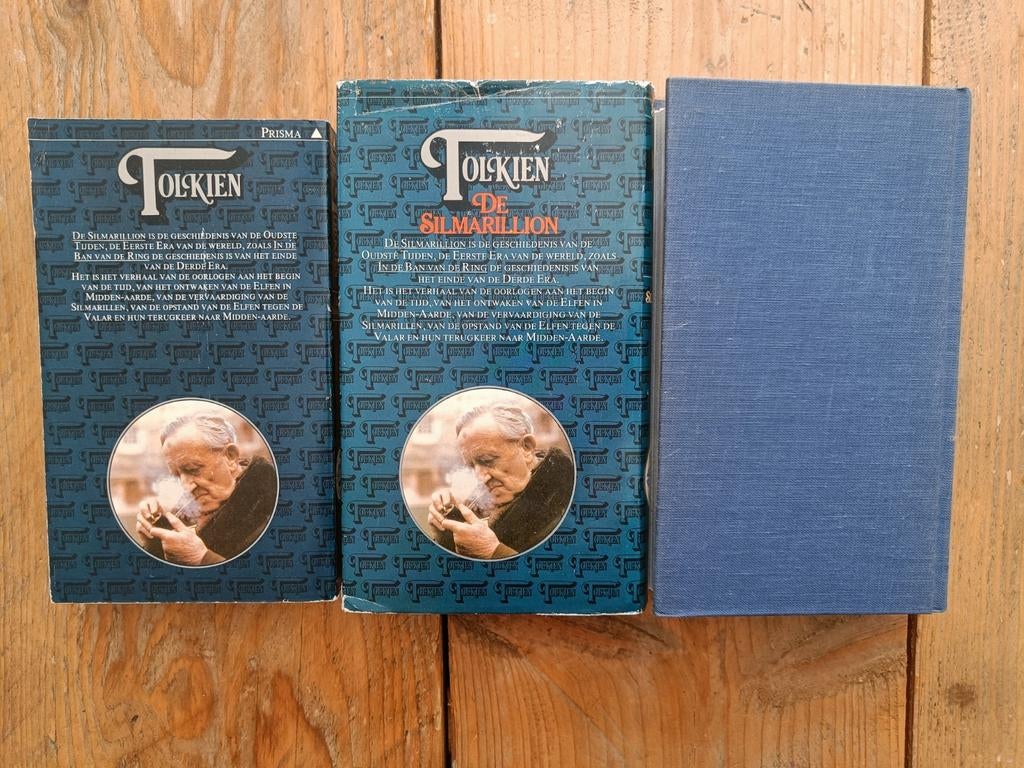 PRISMA
TOLKIEN
DE SILMARILLION IS DE GESCHIEDENIS VAN DE OUDSTE
TIJDEN, DE EERSTE ERA VAN DE WERELD, ZOALS IN DE
BAN VAN DE RING DE GESCHIEDENIS IS VAN HET EINDE
VAN DE DERDE ERA.
HET IS HET VERHAAL VAN DE OORLOGEN AAN HET BEGIN
VAN DE TIJD, VAN HET ONTWAKEN VAN DE ELFEN IN
MIDDEN-AARDE, VAN DE VERVAARDIGING VAN DE
SILMARILLEN, VAN DE OPSTAND VAN DE ELFEN TEGEN DE
VALAR EN HUN TERUGKEER NAAR MIDDEN-AARDE.
TOLKIEN
DE
SILMARILLION
DE SILMARILLION IS DE GESCHIEDENIS VAN DE
OUDSTE TIJDEN, DE EERSTE ERA VAN DE WERELD, ZOALS
IN DE BAN VAN DE RING DE GESCHIEDENIS IS VAN
HET EINDE VAN DE DERDE ERA.
HET IS HET VERHAAL VAN DE OORLOGEN AAN HET BEGIN
VAN DE TIJD, VAN HET ONTWAKEN VAN DE ELFEN IN
MIDDEN-AARDE, VAN DE VERVAARDIGING VAN DE
SILMARILLEN, VAN DE OPSTAND VAN DE ELFEN TEGEN DE
VALAR EN HUN TERUGKEER NAAR MIDDEN-AARDE.